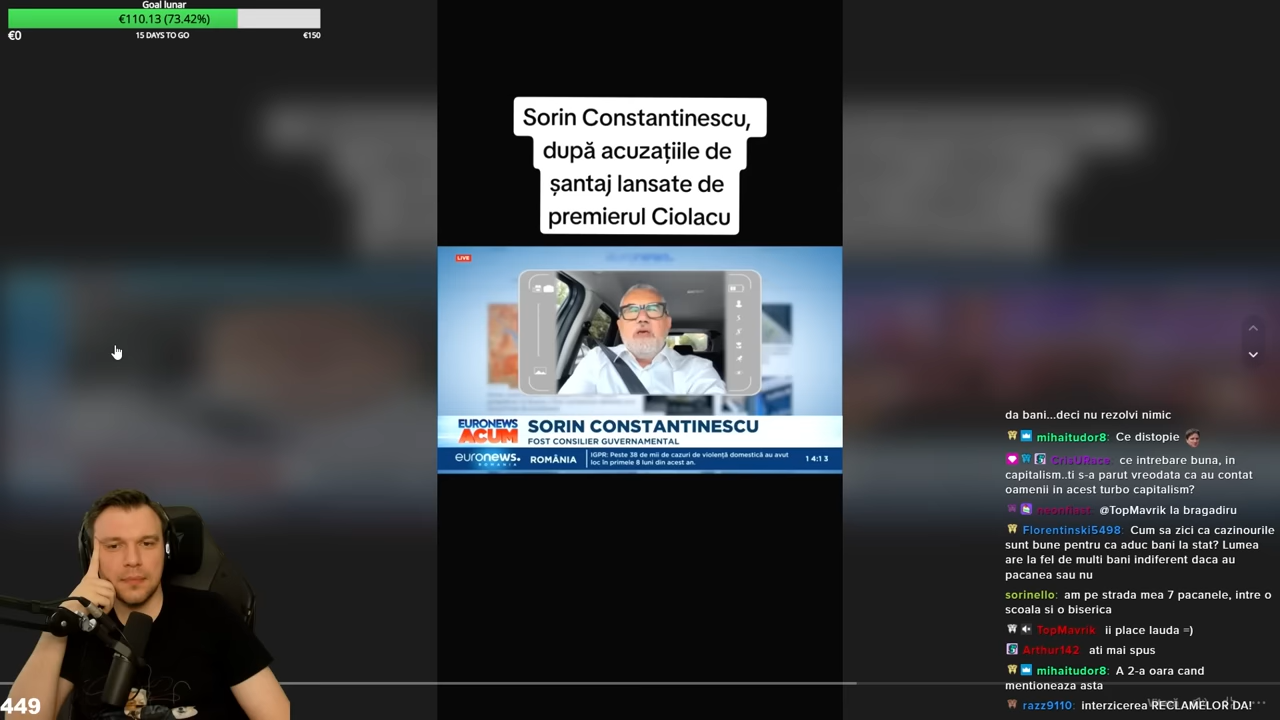 Goal lunar
€110.13 (73.42%)
€0
15 DAYS TO GO
€150
Sorin Constantinescu,
după acuzațiile de
șantaj lansate de
premierul Ciolacu
LIVE
EURONEWS
ACUM
SORIN CONSTANTINESCU
FOST CONSILIER GUVERNAMENTAL
euronews.
ROMÂNIA
ROMÂNIA
IGPR: Peste 38 de mii de cazuri de violență domestică au avut
loc în primele 8 luni din acest an.
14:13
da bani...deci nu rezolvi nimic
mihaitudor8: Ce distopie
CrisURace: ce intrebare buna, in
capitalism..ti s-a parut vreodata ca au contat
oamenii in acest turbo capitalism?
@TopMavrik la bragadiru
Florentinski5498: Cum sa zici ca cazinourile
sunt bune pentru ca aduc bani la stat? Lumea
are la fel de multi bani indiferent daca au
pacanea sau nu
sorinello: am pe strada mea 7 pacanele, intre o
scoala si o biserica
TopMavrik: ii place lauda =)
Arthur142: ati mai spus
mihaitudor8: A 2-a oara cand
mentioneaza asta
razz9110: interzicerea RECLAMELOR DA!
449